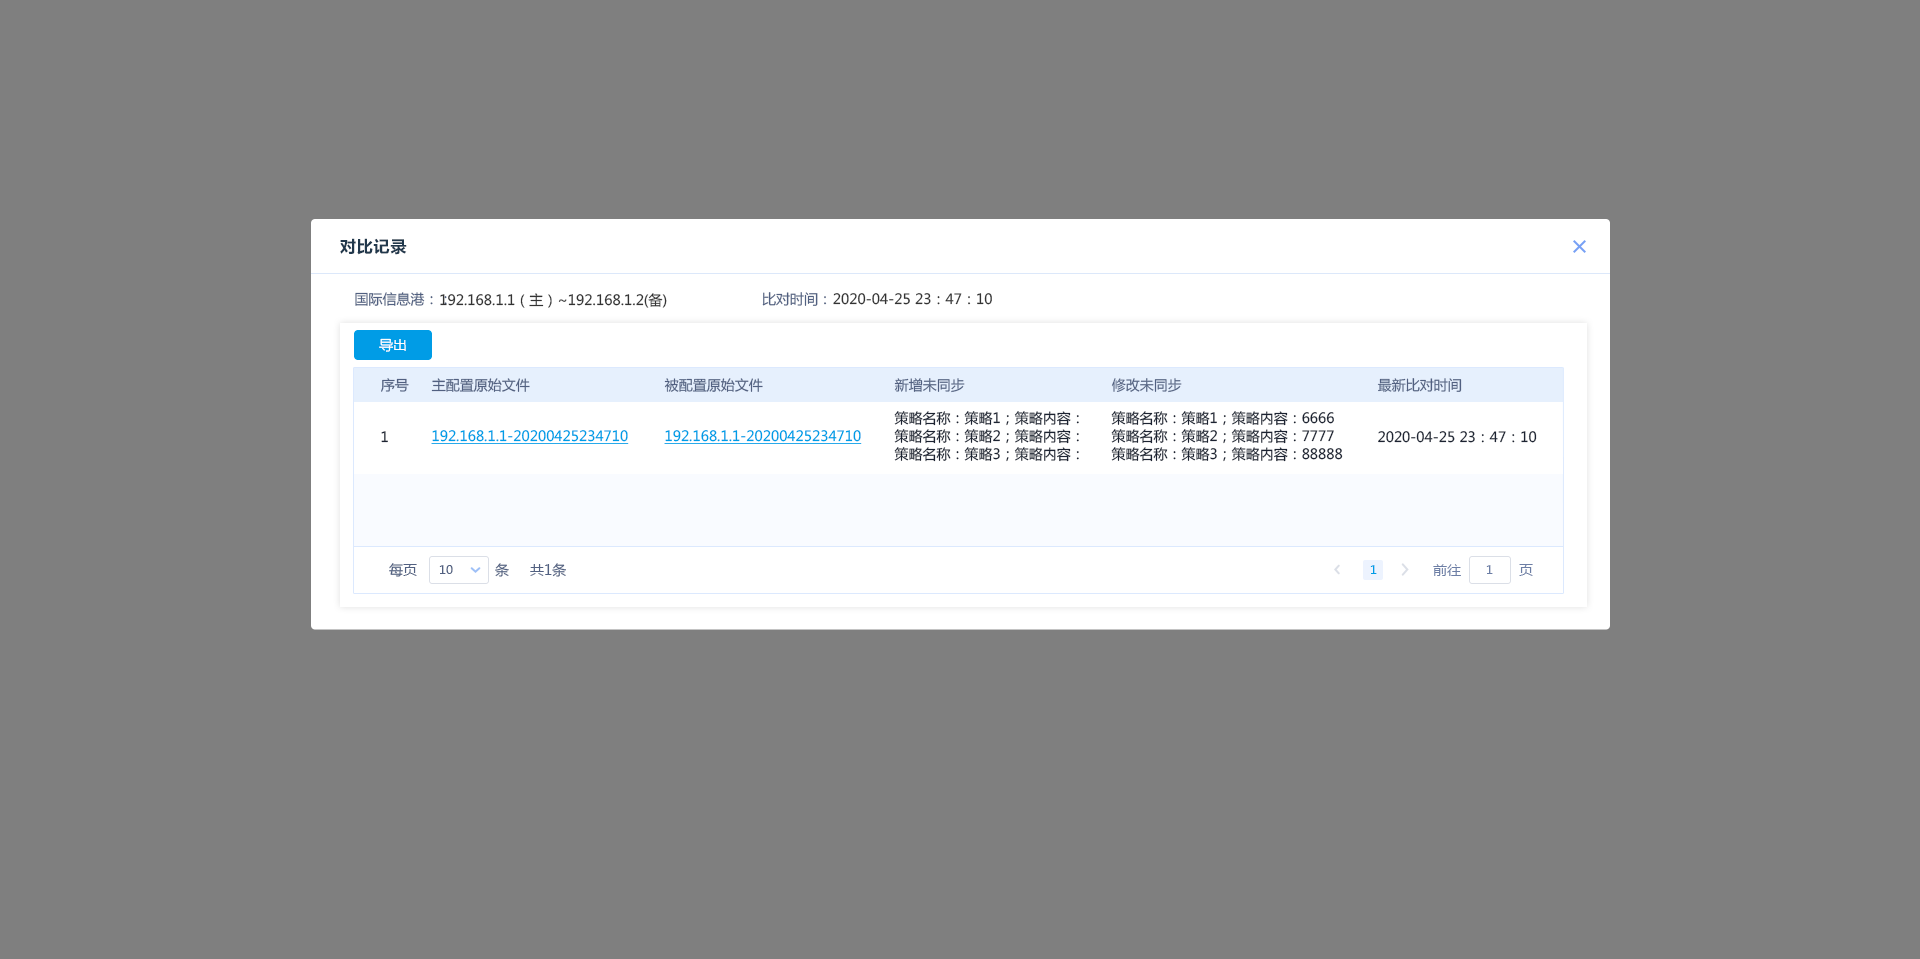 对比记录
国际信息港：192.168.1.1（主）~192.168.1.2(备) 比对时间：2020-04-25 23：47：10
导出
序号 主配置原始文件 被配置原始文件 新增未同步 修改未同步 最新比对时间
策略名称：策略1；策略内容： 策略名称：策略1；策略内容：6666
1 192.168.1.1-20200425234710 192.168.1.1-20200425234710 策略名称：策略2；策略内容： 策略名称：策略2；策略内容：7777 2020-04-25 23：47：10
策略名称：策略3；策略内容： 策略名称：策略3；策略内容：88888
每页 10 条 共1条 1 前往 1 页